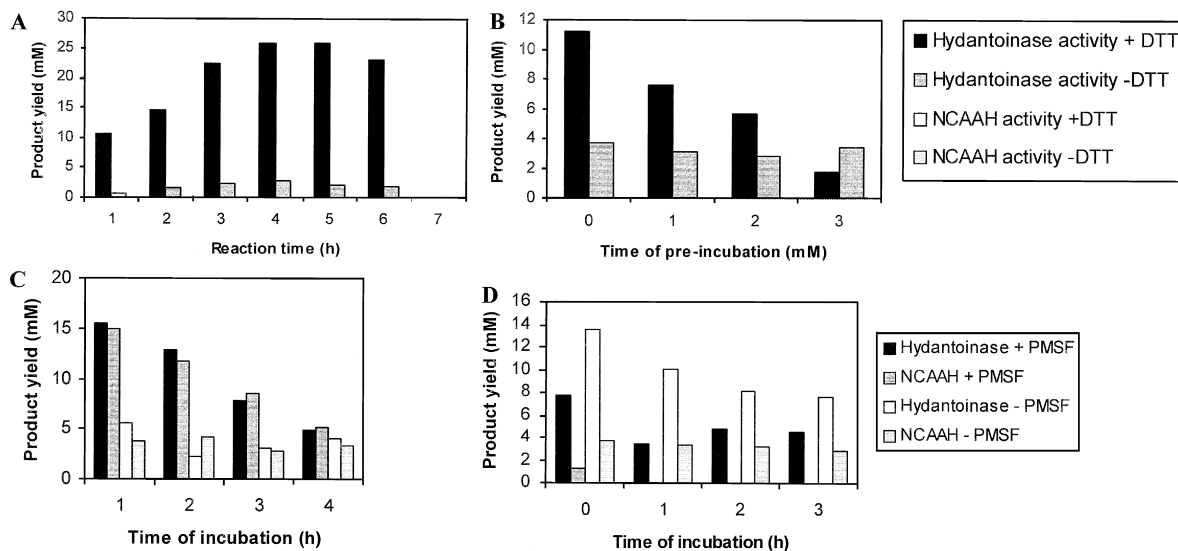 A
Product yield (mM)
30
25
20
15
10
5
0
1 2 3 4 5 6 7
Reaction time (h)
B
Product yield (mM)
12
10
8
6
4
2
0
0 1 2 3
Time of pre-incubation (mM)
Hydantoinase activity + DTT
Hydantoinase activity -DTT
NCAAH activity +DTT
NCAAH activity -DTT
C
Product yield (mM)
20
15
10
5
0
1 2 3 4
Time of incubation (h)
D
Product yield (mM)
16
14
12
10
8
6
4
2
0
0 1 2 3
Time of incubation (h)
Hydantoinase + PMSF
NCAAH + PMSF
Hydantoinase - PMSF
NCAAH - PMSF